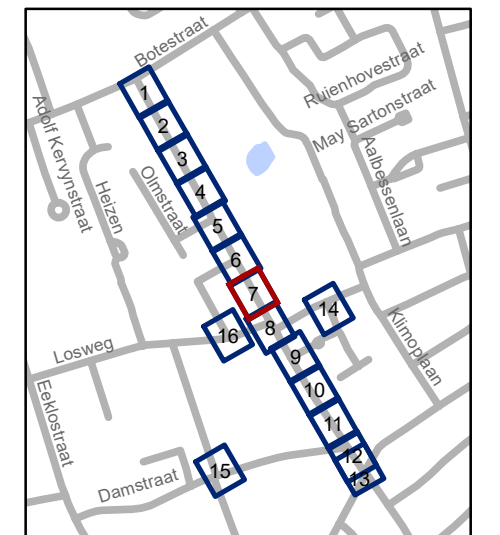 Botestraat
Ruienhovestraat
May Sartonstraat
Adolf Kervynstraat
Heizen
Olmstraat
Aalbessenlaan
1
2
3
4
5
6
7
8
14
16
9
Klimoplaan
Losweg
10
Eeklostraat
11
12
15
13
Damstraat